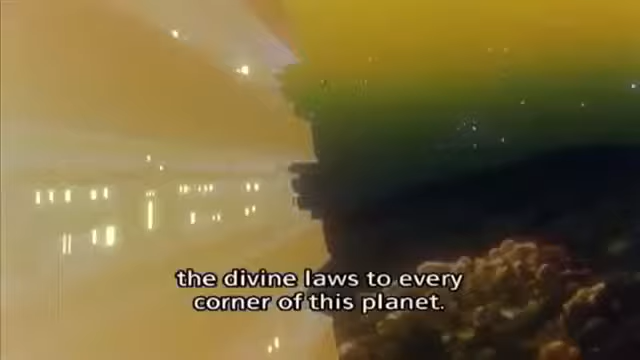 the divine laws to every
corner of this planet.